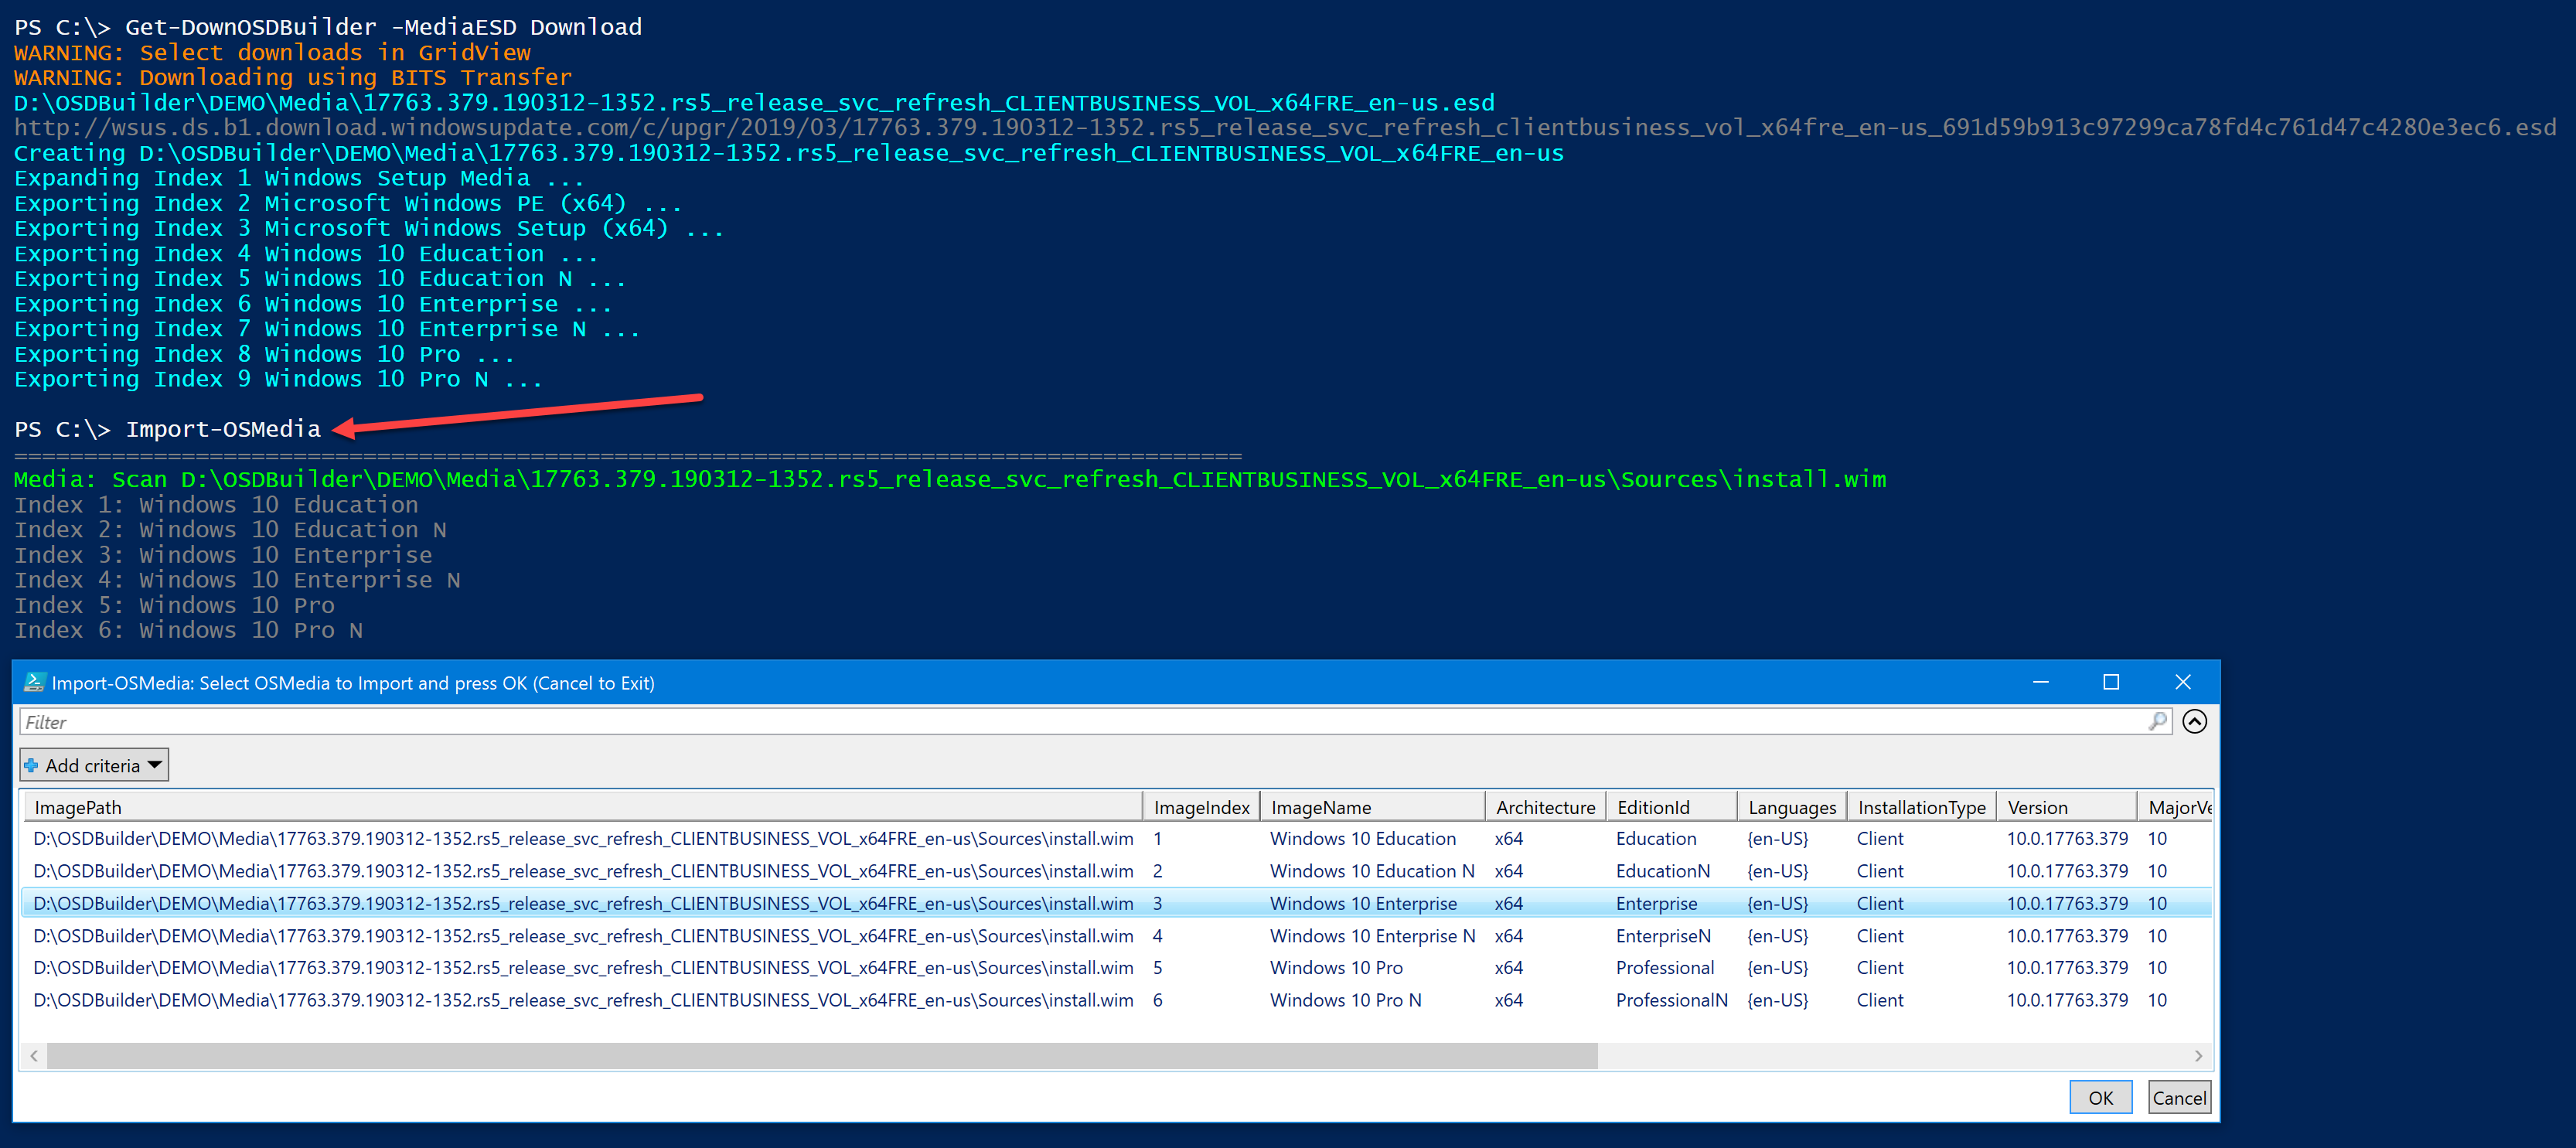 PS C:\> Get-DownOSDBuilder -MediaESD Download
WARNING: Select downloads in GridView
WARNING: Downloading using BITS Transfer
D:\OSDBuilder\DEMO\Media\17763.379.190312-1352.rs5_release_svc_refresh_CLIENTBUSINESS_VOL_x64FRE_en-us.esd
http://wsus.ds.b1.download.windowsupdate.com/c/upgr/2019/03/17763.379.190312-1352.rs5_release_svc_refresh_clientbusiness_vol_x64fre_en-us_691d59b913c97299ca78fd4c761d47c4280e3ec6.esd
Creating D:\OSDBuilder\DEMO\Media\17763.379.190312-1352.rs5_release_svc_refresh_CLIENTBUSINESS_VOL_x64FRE_en-us
Expanding Index 1 Windows Setup Media ...
Exporting Index 2 Microsoft Windows PE (x64) ...
Exporting Index 3 Microsoft Windows Setup (x64) ...
Exporting Index 4 Windows 10 Education ...
Exporting Index 5 Windows 10 Education N ...
Exporting Index 6 Windows 10 Enterprise ...
Exporting Index 7 Windows 10 Enterprise N ...
Exporting Index 8 Windows 10 Pro ...
Exporting Index 9 Windows 10 Pro N ...
PS C:\> Import-OSMedia
========================================================================================
Media: Scan D:\OSDBuilder\DEMO\Media\17763.379.190312-1352.rs5_release_svc_refresh_CLIENTBUSINESS_VOL_x64FRE_en-us\Sources\install.wim
Index 1: Windows 10 Education
Index 2: Windows 10 Education N
Index 3: Windows 10 Enterprise
Index 4: Windows 10 Enterprise N
Index 5: Windows 10 Pro
Index 6: Windows 10 Pro N
Import-OSMedia: Select OSMedia to Import and press OK (Cancel to Exit)
Filter
Add criteria
ImagePath ImageIndex ImageName Architecture EditionId Languages InstallationType Version MajorVe
D:\OSDBuilder\DEMO\Media\17763.379.190312-1352.rs5_release_svc_refresh_CLIENTBUSINESS_VOL_x64FRE_en-us\Sources\install.wim 1 Windows 10 Education x64 Education {en-US} Client 10.0.17763.379 10
D:\OSDBuilder\DEMO\Media\17763.379.190312-1352.rs5_release_svc_refresh_CLIENTBUSINESS_VOL_x64FRE_en-us\Sources\install.wim 2 Windows 10 Education N x64 EducationN {en-US} Client 10.0.17763.379 10
D:\OSDBuilder\DEMO\Media\17763.379.190312-1352.rs5_release_svc_refresh_CLIENTBUSINESS_VOL_x64FRE_en-us\Sources\install.wim 3 Windows 10 Enterprise x64 Enterprise {en-US} Client 10.0.17763.379 10
D:\OSDBuilder\DEMO\Media\17763.379.190312-1352.rs5_release_svc_refresh_CLIENTBUSINESS_VOL_x64FRE_en-us\Sources\install.wim 4 Windows 10 Enterprise N x64 EnterpriseN {en-US} Client 10.0.17763.379 10
D:\OSDBuilder\DEMO\Media\17763.379.190312-1352.rs5_release_svc_refresh_CLIENTBUSINESS_VOL_x64FRE_en-us\Sources\install.wim 5 Windows 10 Pro x64 Professional {en-US} Client 10.0.17763.379 10
D:\OSDBuilder\DEMO\Media\17763.379.190312-1352.rs5_release_svc_refresh_CLIENTBUSINESS_VOL_x64FRE_en-us\Sources\install.wim 6 Windows 10 Pro N x64 ProfessionalN {en-US} Client 10.0.17763.379 10
OK Cancel